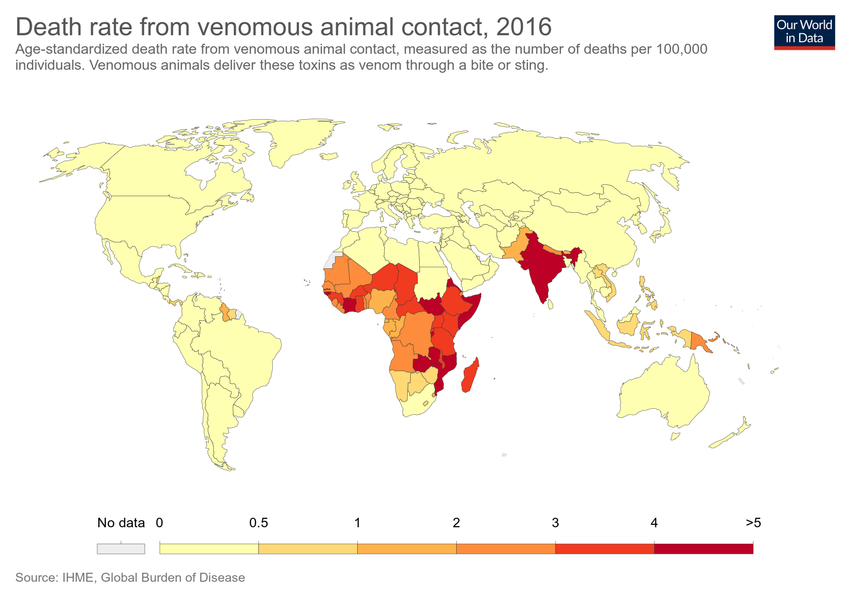 Death rate from venomous animal contact, 2016
Our World
in Data
Age-standardized death rate from venomous animal contact, measured as the number of deaths per 100,000
individuals. Venomous animals deliver these toxins as venom through a bite or sting.
No data 0 0.5 1 2 3 4 >5
Source: IHME, Global Burden of Disease